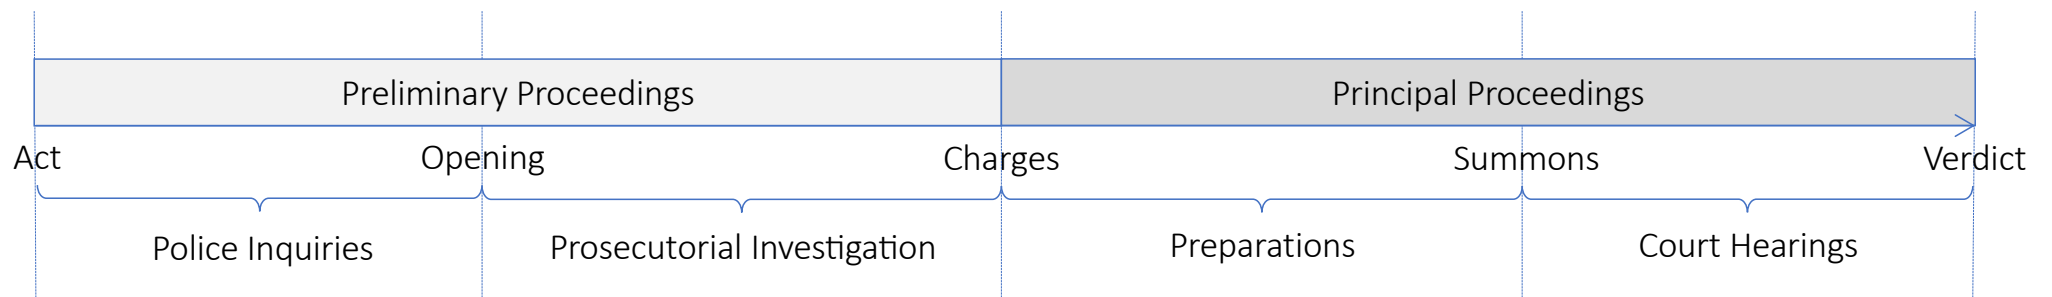 Preliminary Proceedings Principal Proceedings
Act Opening Charges Summons Verdict
Police Inquiries Prosecutorial Investigation Preparations Court Hearings